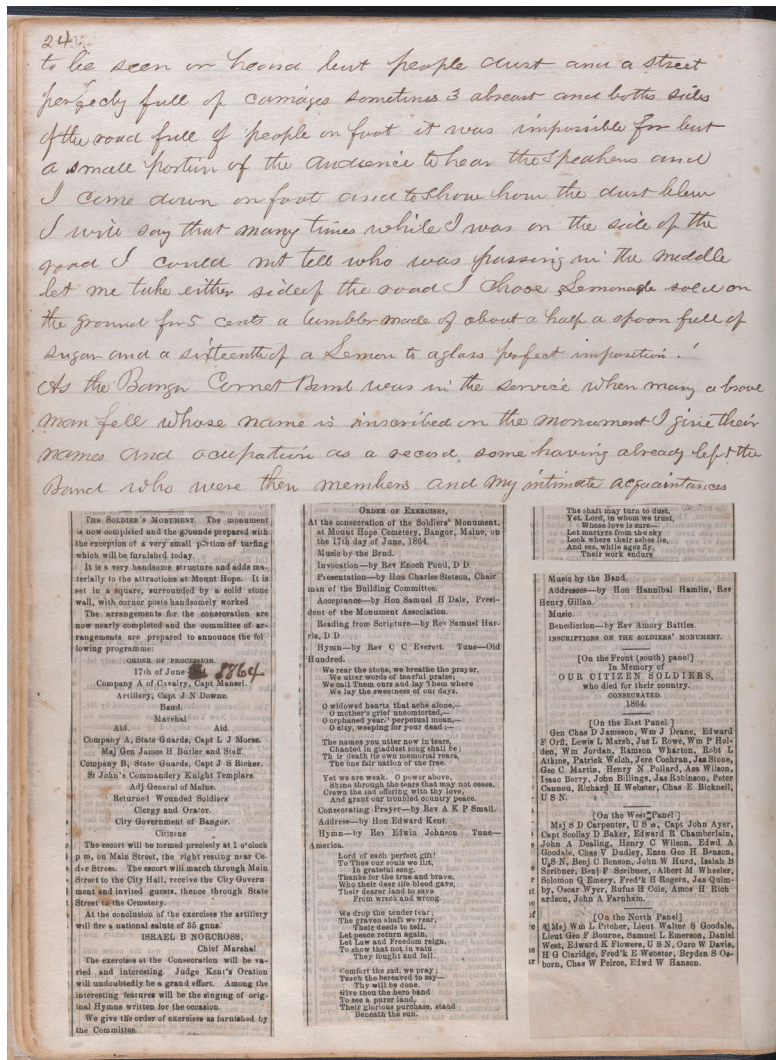 24
to be seen or heard but people dust and a street
perfecly full of carriages sometimes 3 abreast and boths sides
of the road full of people on foot it was impossible for but
a small portion of the audience to hear the Speakers and
I come down on foot and to show how the dust blew
I will say that many times while I was on the side of the
road I could not tell who was passing in the middle
let me take either side of the road I chose Lemonade sold on
the ground for 5 cents a tumbler made of about a half a spoon full of
sugar and a sixteenth of a Lemon to a glass perfect imposition !
As the Bangor Cornet Band was in the service when many a brave
man fell whose name is inscribed on the monument I give their
names and ocupation as a record some having already left the
Band who were then members and my intimate acquaintances
THE SOLDIER'S MONUMENT. The monument
is now completed and the grounds prepared with
the exception of a very small portion of turfing
which will be furnished today.
It is a very handsome structure and adds ma-
terially to the attractions at Mount Hope. It is
set in a square, surrounded by a solid stone
wall, with corner posts handsomely worked
The arrangements for the consecration are
now nearly completed and the committee of ar-
rangements are prepared to announce the fol
lowing programme:
ORDER OF PROCESSION.
17th of June 1864
Company A of Cavalry, Capt Mansel.
Artillery, Capt J N Downe.
Band.
Marshal
Aid. Aid.
Company A, State Guards, Capt L J Morse.
Maj Gen James H Butler and Staff.
Company B, State Guards, Capt J S Ricker.
St John's Commandery Knight Templars.
Adj General of Maine.
Returned Wounded Soldiers
Clergy and Orator.
City Government of Bangor.
Citizens
The escort will be formed precisely at 1 o'clock
p m, on Main Street, the right resting near Ce-
dar Street. The escort will march through Main
Street to the City Hall, receive the City Govern
ment and invited guests, thence through State
Street to the Cemetery.
At the conclusion of the exercises the artillery
will fire a national salute of 35 guns.
ISRAEL B NORCROSS,
Chief Marshal
The exercises at the Consecration will be va-
ried and interesting. Judge Kent's Oration
will undoubtedly be a grand effort. Among the
interesting features will be the singing of orig-
inal Hymns written for the occasion.
We give the order of exercises as furnished by
the Committee.
ORDER OF EXERCISES,
At the consecration of the Soldiers' Monument,
at Mount Hope Cemetery, Bangor, Maine, on
the 17th day of June, 1864.
Music by the Band.
Invocation—by Rev Enoch Pond, D D.
Presentation—by Hon Charles Stetson, Chair
man of the Building Committee.
Acceptance—by Hon Samuel H Dale, Presi-
dent of the Monument Association.
Reading from Scripture—by Rev Samuel Har-
ris, D D
Hymn—by Rev C C Everett. Tune—Old
Hundred.
We rear the stone, we breathe the prayer,
We utter words of tearful praise;
We call Them ours and lay Them where
We lay the sweetness of our days.
O widowed hearts that ache alone,—
O mother's grief uncomforted,—
O orphaned years' perpetual moan,—
O city, weeping for your dead;—
The names you utter now in tears,
Chanted in gladdest song shall be;
Th ir death its own memorial rears,
The one fair nation of the free.
Yet we are weak. O power above,
Shine through the tears that may not cease.
Crown the sad offering with thy love,
And grant our troubled country peace.
Consecrating Prayer—by Rev A K P Small.
Address—by Hon Edward Kent.
Hymn—by Rev Edwin Johnson. Tune—
America.
Lord of each perfect gift!
To Thee our souls we lift,
In grateful song.
Thanks for the true and brave,
Who their dear life blood gave,
Their dearer land to save
From wreck and wrong.
We drop the tender tear;
The graven shaft we rear,
Their deeds to tell.
Let peace return again,
Let Law and Freedom reign,
To show that not in vain
They fought and fell.
Comfort the sad, we pray;
Teach the bereaved to say—
Thy will be done.
Give thou the hero band
To see a purer land,
Their glorious purchase, stand
Beneath the sun.
The shaft may turn to dust,
Yet, Lord, in whom we trust,
Whose love is sure—
Let martyrs from the sky
Look where their ashes lie,
And see, while ages fly,
Their work endure
Music by the Band.
Addresses—by Hon Hannibal Hamlin, Rev
Henry Gillan.
Music.
Benediction—by Rev Amory Battles.
INSCRIPTIONS ON THE SOLDIERS' MONUMENT.
[On the Front (south) panel]
In Memory of
OUR CITIZEN SOLDIERS,
who died for their country.
CONSECRATED
1864.
[On the East Panel.]
Gen Chas D Jameson, Wm J Drane, Edward
F Orff, Lewis L Marsh, Jas L Rowe, Wm P Hol-
den, Wm Jordan, Ramson Wharton, Robt L
Atkins, Patrick Welch, Jere Cochran, Jas Stone,
Geo C Martin, Henry N Pollard, Asa Wilson,
Isaac Berry, John Billings, Jas Robinson, Peter
Cannon, Richard H Webster, Chas E Bicknell,
U S N.
[On the West Panel]
Maj S D Carpenter, U S A, Capt John Ayer,
Capt Soollay D Baker, Edward R Chamberlain,
John A Dealing, Henry C Wilson, Edwd A
Goodale, Chas V Dudley, Ensn Geo H Benson,
U S N, Benj C Benson, John W Hurd, Isaiah B
Scribner, Benj F Scribner, Albert M Wheeler,
Solomon Q Emery, Fred'k H Rogers, Jas Quim-
by, Oscar Wyer, Rufus H Cole, Amos H Rich
ardson, John A Farnham.
[On the North Panel]
Maj Wm L Pitcher, Lieut Walter S Goodale,
Lieut Geo F Bourne, Samuel L Emerson, Daniel
West, Edward K Flowers, U S N, Ozro W Davis,
H G Claridge, Fred'k E Webster, Bryden S Os-
born, Chas W Peirce, Edwd W Hanson.